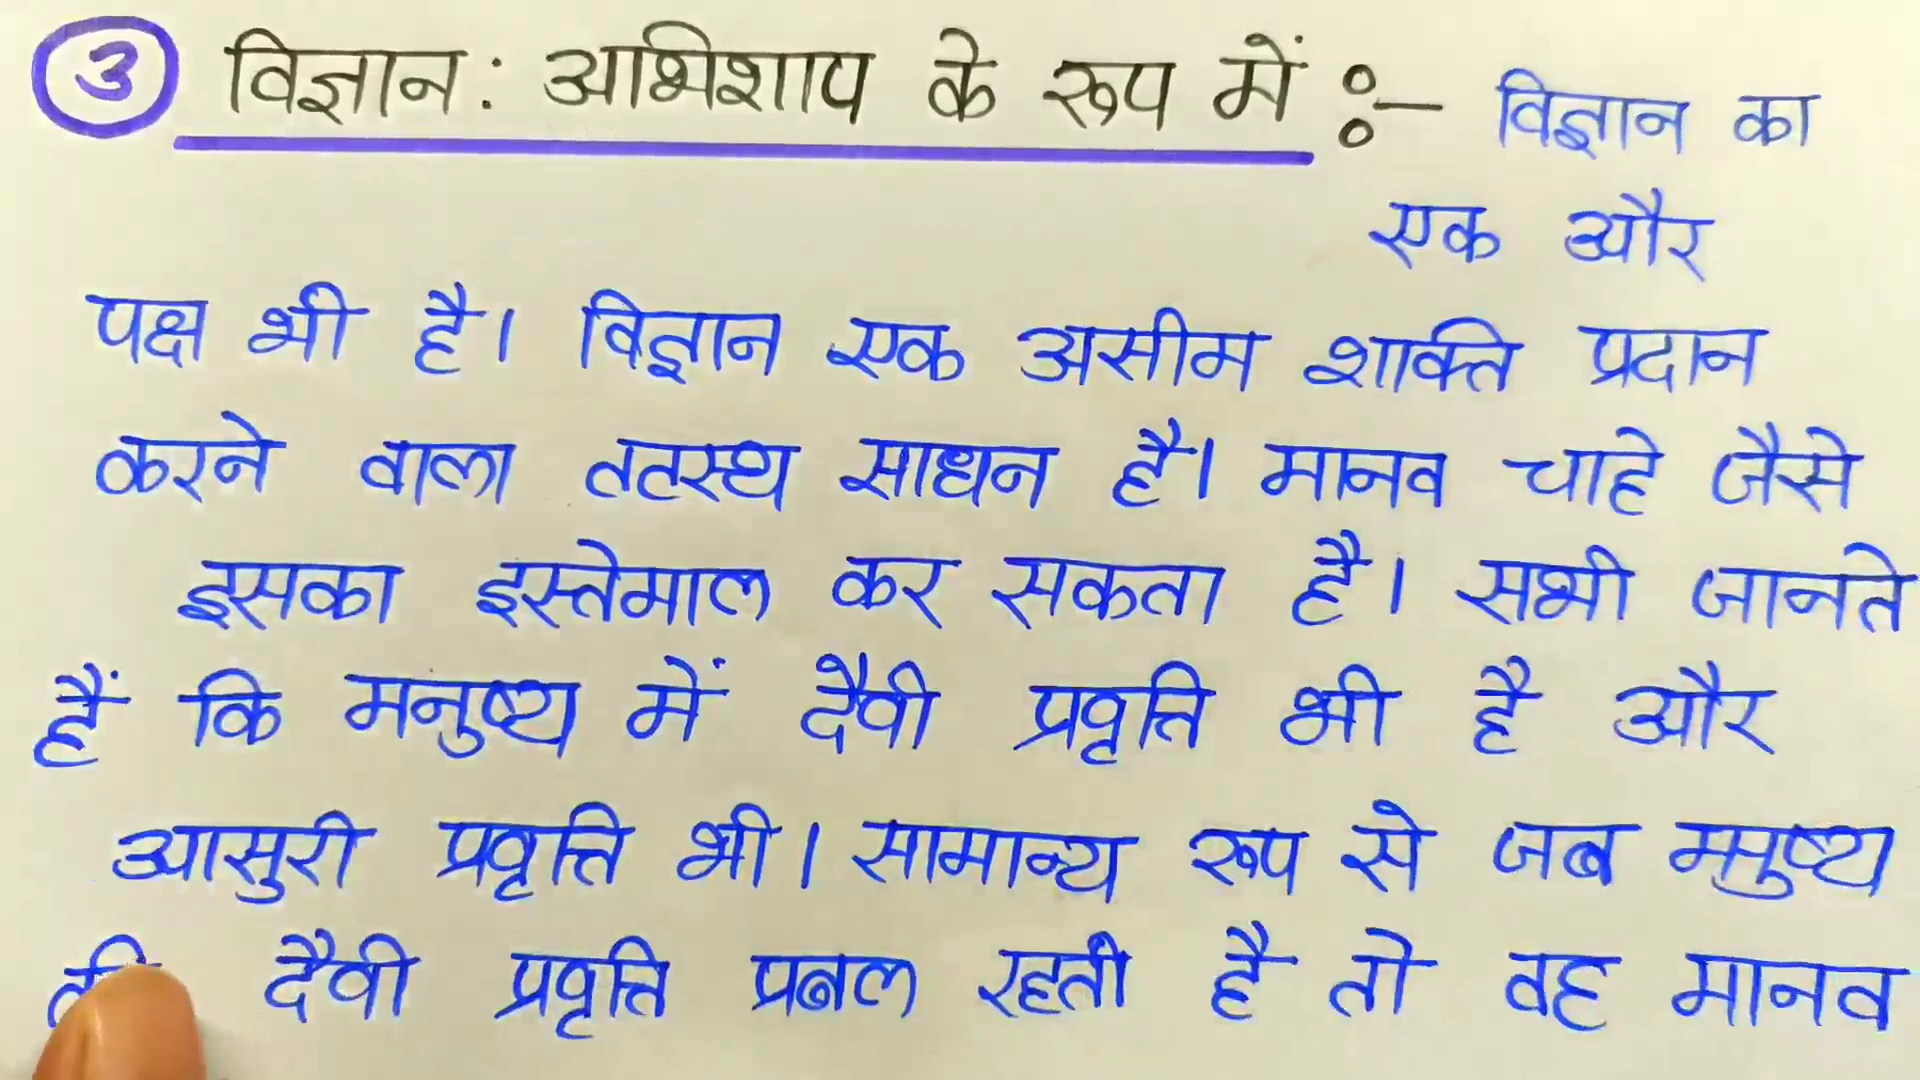 3 विज्ञान: अभिशाप के रूप में :- विज्ञान का
एक और
पक्ष भी है। विज्ञान एक असीम शक्ति प्रदान
करने वाला तटस्थ साधन है। मानव चाहे जैसे
इसका इस्तेमाल कर सकता है। सभी जानते
हैं कि मनुष्य में दैवी प्रवृत्ति भी है और
आसुरी प्रवृत्ति भी। सामान्य रूप से जब मनुष्य
दैवी प्रवृत्ति प्रबल रहती है तो वह मानव